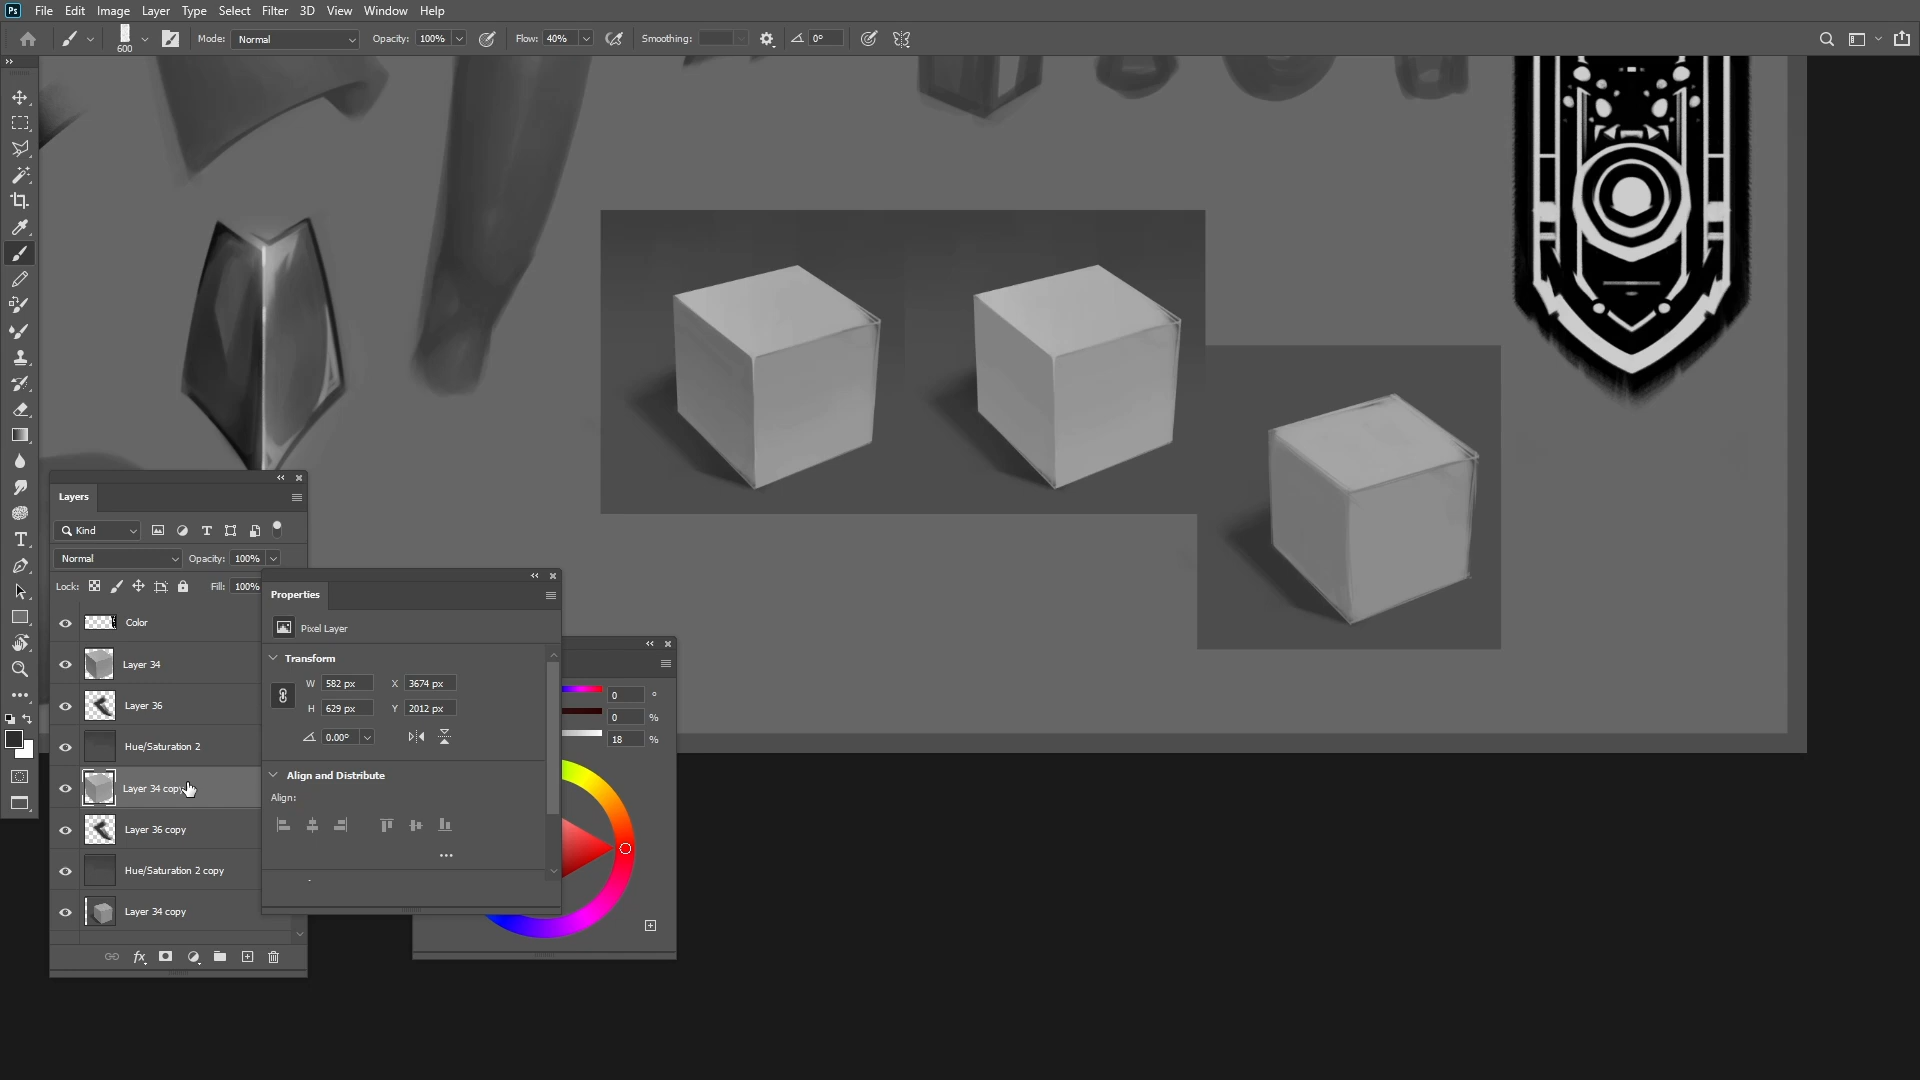 Ps File Edit Image Layer Type Select Filter 3D View Window Help
600 Mode: Normal Opacity: 100% Flow: 40% Smoothing: 0°
Layers
Kind
Normal Opacity: 100%
Lock: Fill: 100%
Color
Layer 34
Layer 36
Hue/Saturation 2
Layer 34 copy
Layer 36 copy
Hue/Saturation 2 copy
Layer 34 copy
fx
Properties
Pixel Layer
Transform
W 582 px X 3674 px
H 629 px Y 2012 px
0.00°
Align and Distribute
Align:
0 °
0 %
18 %